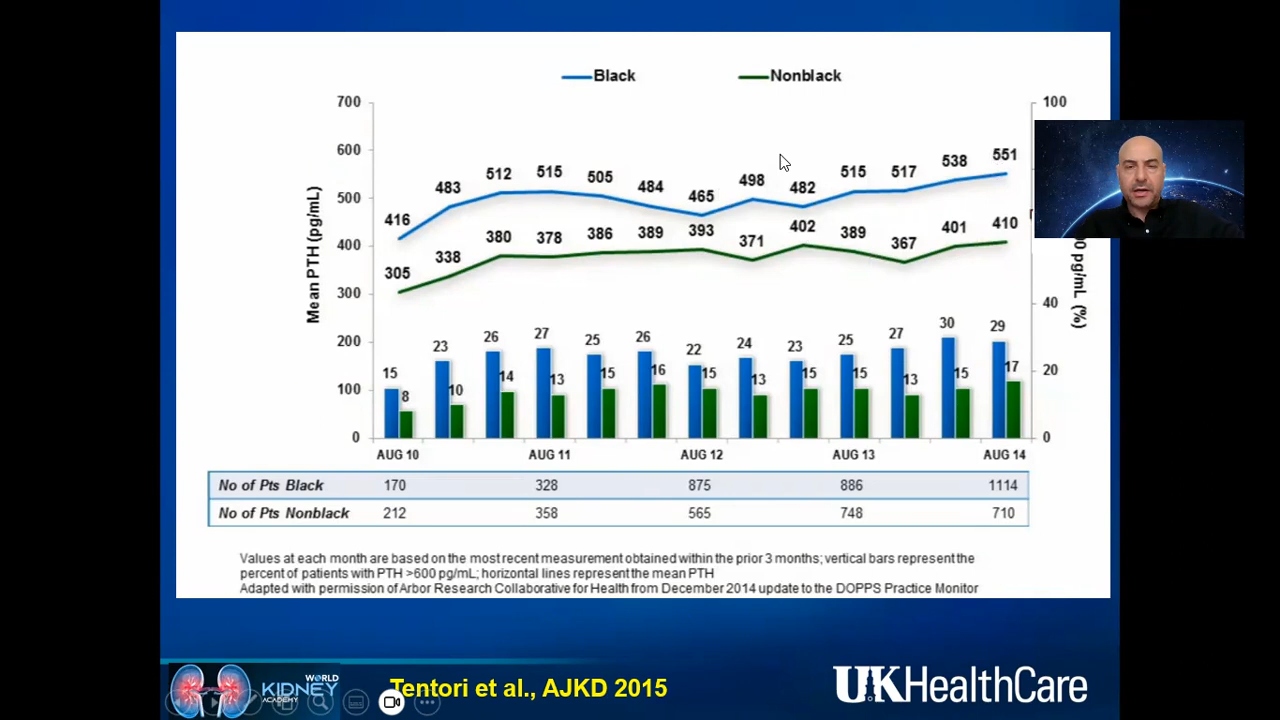 Black Nonblack
700 100
600
500
400
300 40
200
100 20
0 0
Mean PTH (pg/mL)
0 pg/mL (%)
416 483 512 515 505 484 465 498 482 515 517 538 551
305 338 380 378 386 389 393 371 402 389 367 401 410
15 23 26 27 25 26 22 24 23 25 27 30 29
8 10 14 13 15 16 15 13 15 15 13 15 17
AUG 10 AUG 11 AUG 12 AUG 13 AUG 14
No of Pts Black 170 328 875 886 1114
No of Pts Nonblack 212 358 565 748 710
Values at each month are based on the most recent measurement obtained within the prior 3 months; vertical bars represent the
percent of patients with PTH >600 pg/mL; horizontal lines represent the mean PTH
Adapted with permission of Arbor Research Collaborative for Health from December 2014 update to the DOPPS Practice Monitor
WORLD
KIDNEY
ACADEMY
Tentori et al., AJKD 2015
UKHealthCare